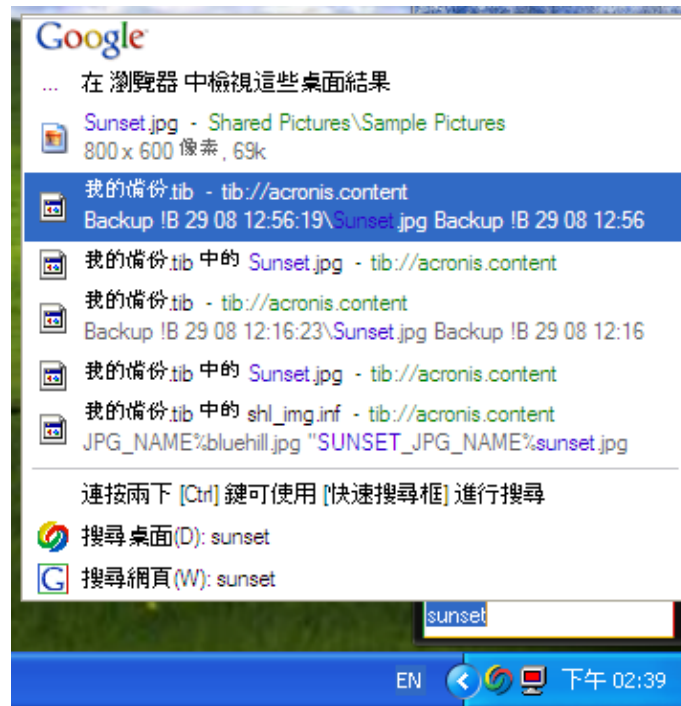 Google
... 在 瀏覽器 中檢視這些桌面結果
Sunset.jpg - Shared Pictures\Sample Pictures
800 x 600 像素, 69k
我的備份.tib - tib://acronis.content
Backup !B 29 08 12:56:19\Sunset.jpg Backup !B 29 08 12:56
我的備份.tib 中的 Sunset.jpg - tib://acronis.content
我的備份.tib - tib://acronis.content
Backup !B 29 08 12:16:23\Sunset.jpg Backup !B 29 08 12:16
我的備份.tib 中的 Sunset.jpg - tib://acronis.content
我的備份.tib 中的 shl_img.inf - tib://acronis.content
JPG_NAME%bluehill.jpg "SUNSET_JPG_NAME%sunset.jpg
連按兩下 [Ctrl] 鍵可使用 [快速搜尋框] 進行搜尋
搜尋桌面(D): sunset
G 搜尋網頁(W): sunset
sunset
EN 下午 02:39